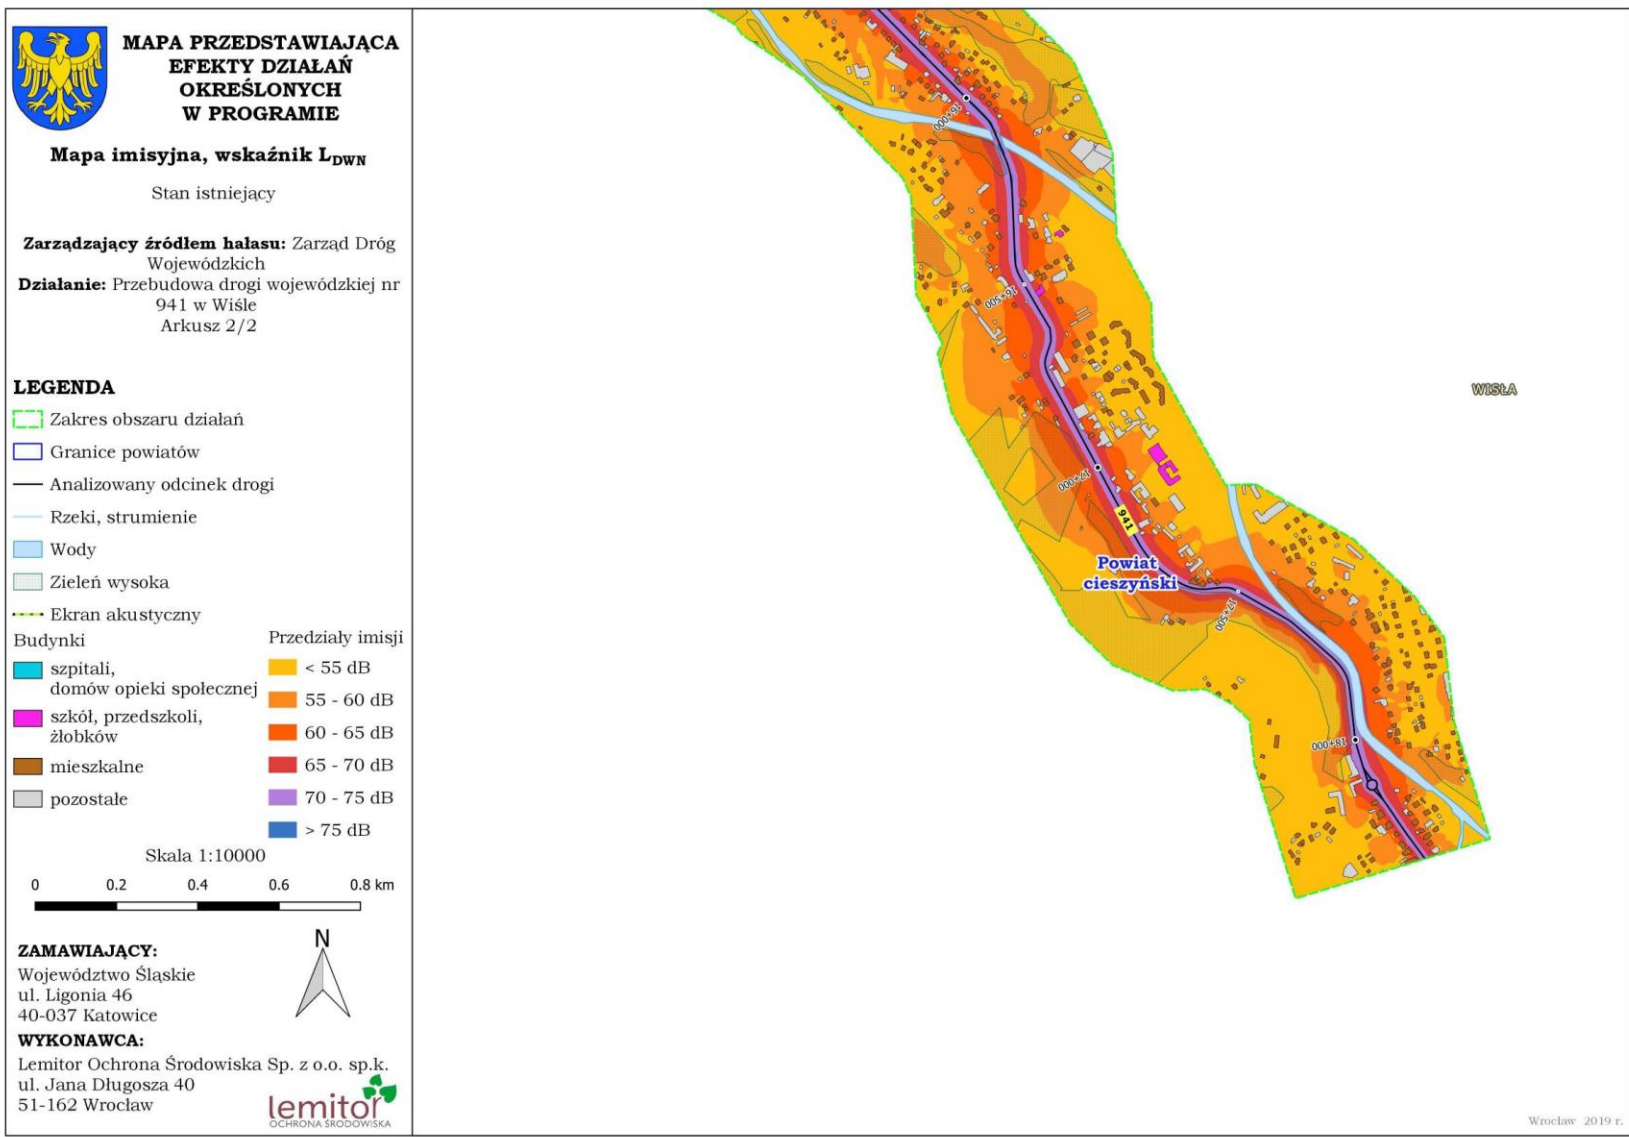 MAPA PRZEDSTAWIAJĄCA
EFEKTY DZIAŁAŃ
OKREŚLONYCH
W PROGRAMIE
Mapa imisyjna, wskaźnik LDWN
Stan istniejący
Zarządzający źródłem hałasu: Zarząd Dróg
Wojewódzkich
Działanie: Przebudowa drogi wojewódzkiej nr
941 w Wiśle
Arkusz 2/2
LEGENDA
Zakres obszaru działań
Granice powiatów
Analizowany odcinek drogi
Rzeki, strumienie
Wody
Zieleń wysoka
Ekran akustyczny
Budynki
szpitali,
domów opieki społecznej
szkół, przedszkoli,
żłobków
mieszkalne
pozostałe
Przedziały imisji
< 55 dB
55 - 60 dB
60 - 65 dB
65 - 70 dB
70 - 75 dB
> 75 dB
Skala 1:10000
0 0.2 0.4 0.6 0.8 km
N
ZAMAWIAJĄCY:
Województwo Śląskie
ul. Ligonia 46
40-037 Katowice
WYKONAWCA:
Lemitor Ochrona Środowiska Sp. z o.o. sp.k.
ul. Jana Długosza 40
51-162 Wrocław
lemitor
OCHRONA ŚRODOWISKA
16+000
16+500
WISŁA
17+000
941
Powiat
cieszyński
17+500
18+000
Wrocław 2019 r.